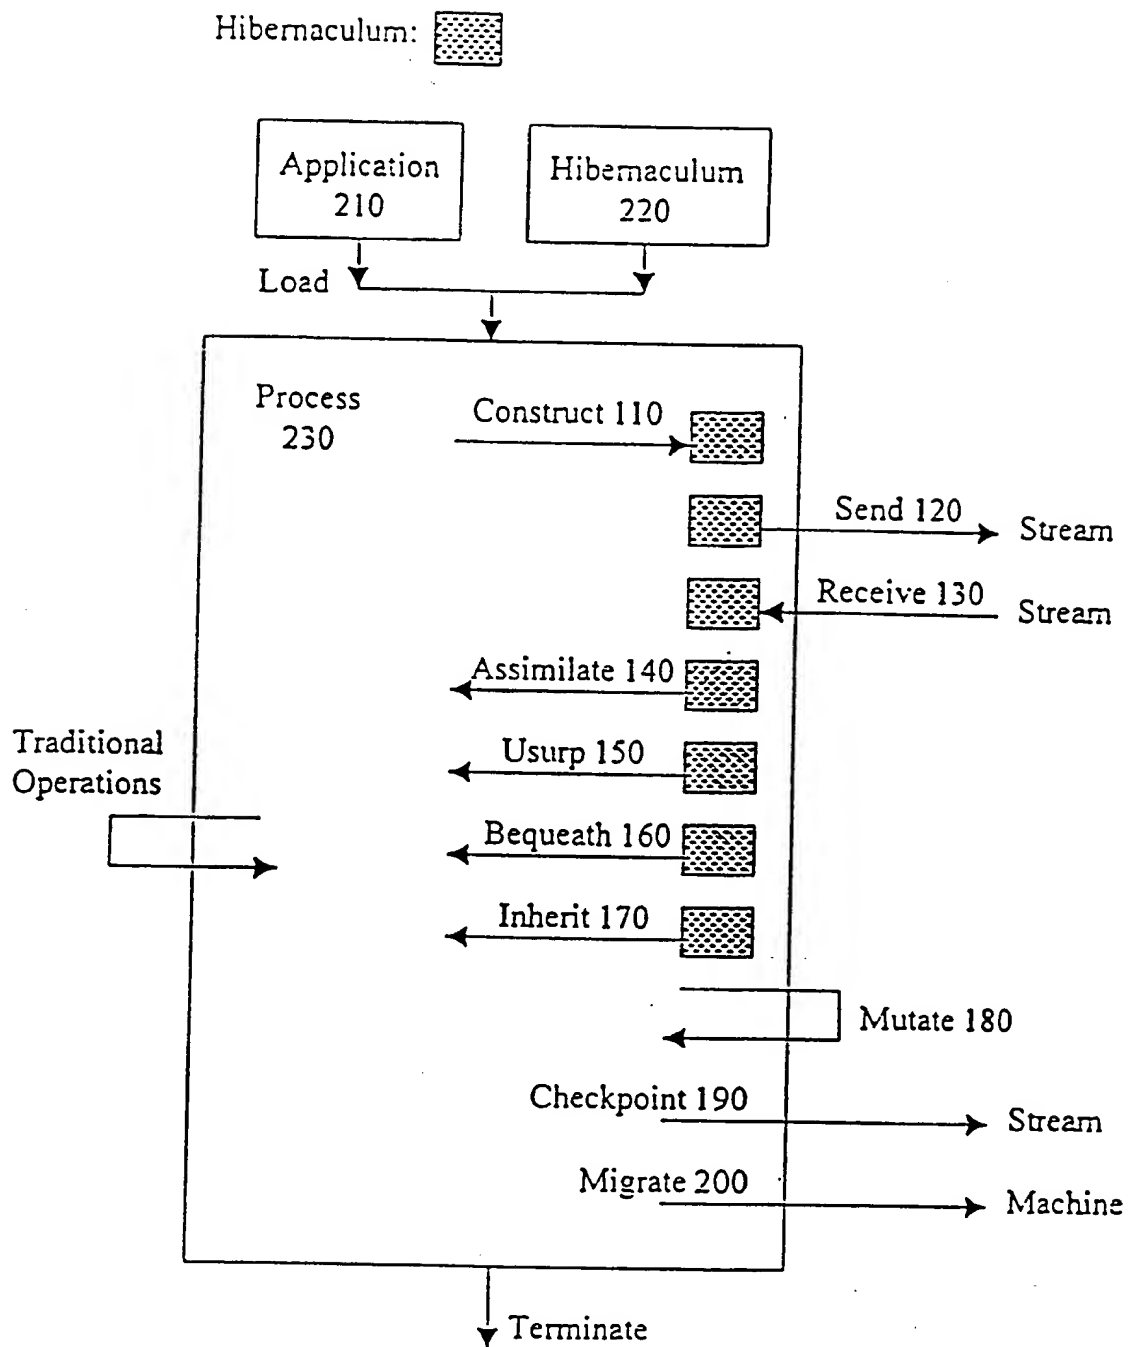 Hibernaculum:
Application
210
Hibernaculum
220
Load
Process
230
Construct 110
Send 120
Stream
Receive 130
Stream
Assimilate 140
Traditional
Operations
Usurp 150
Bequeath 160
Inherit 170
Mutate 180
Checkpoint 190
Stream
Migrate 200
Machine
Terminate